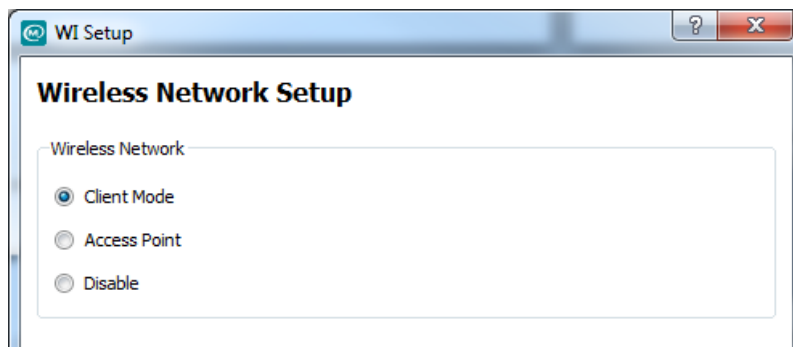 WI Setup
Wireless Network Setup
Wireless Network
Client Mode
Access Point
Disable